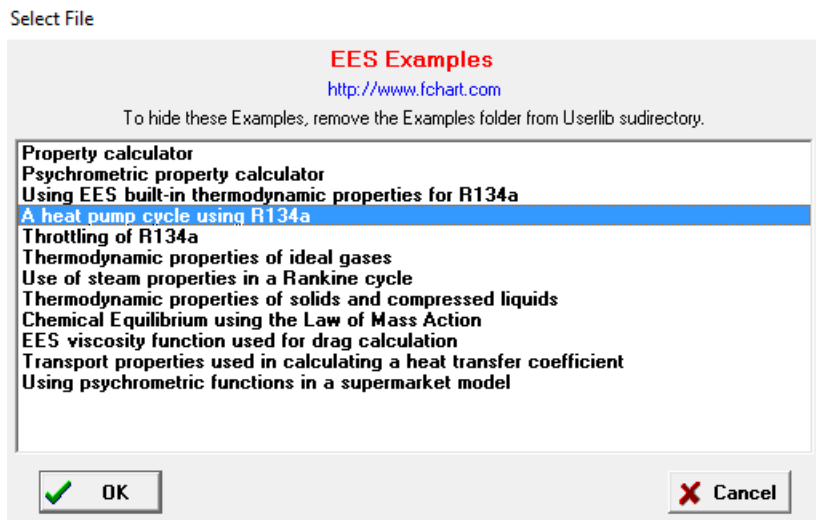 Select File
EES Examples
http://www.fchart.com
To hide these Examples, remove the Examples folder from Userlib sudirectory.
Property calculator
Psychrometric property calculator
Using EES built-in thermodynamic properties for R134a
A heat pump cycle using R134a
Throttling of R134a
Thermodynamic properties of ideal gases
Use of steam properties in a Rankine cycle
Thermodynamic properties of solids and compressed liquids
Chemical Equilibrium using the Law of Mass Action
EES viscosity function used for drag calculation
Transport properties used in calculating a heat transfer coefficient
Using psychrometric functions in a supermarket model
OK
Cancel